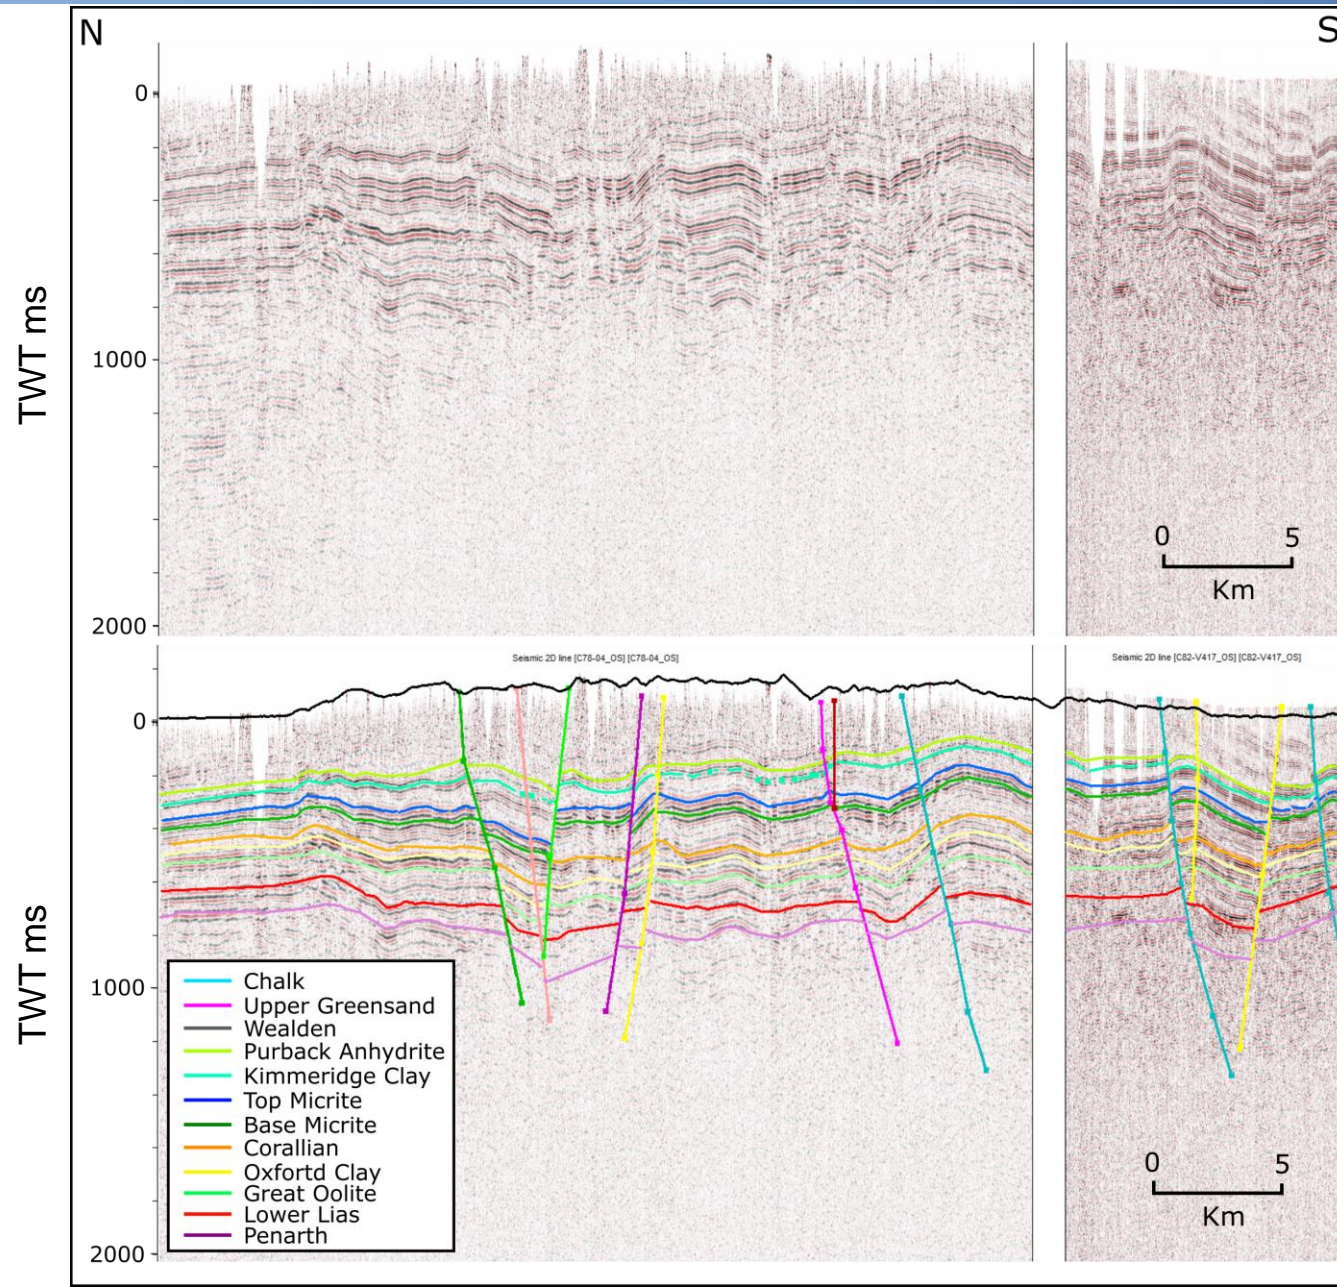 N
S
TWT ms
0
1000
2000
0
5
Km
Seismic 2D line [C78-04_OS] [C78-04_OS]
Seismic 2D line [C82-V417_OS] [C82-V417_OS]
TWT ms
0
1000
2000
Chalk
Upper Greensand
Wealden
Purback Anhydrite
Kimmeridge Clay
Top Micrite
Base Micrite
Corallian
Oxfortd Clay
Great Oolite
Lower Lias
Penarth
0
5
Km